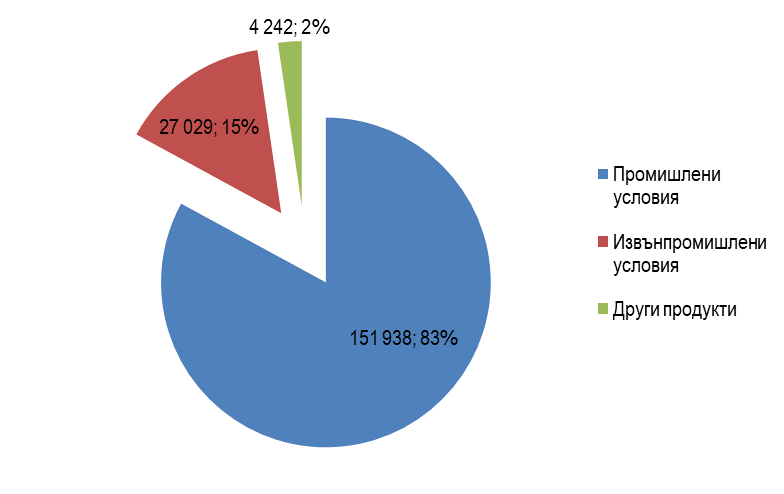 4 242; 2%
27 029; 15%
151 938; 83%
Промишлени
условия
Извънпромишлени
условия
Други продукти